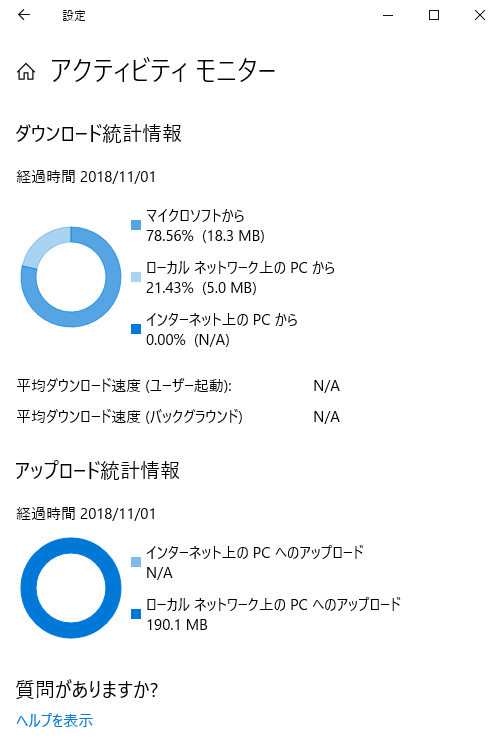 設定
アクティビティ モニター
ダウンロード統計情報
経過時間 2018/11/01
マイクロソフトから
78.56% (18.3 MB)
ローカル ネットワーク上の PC から
21.43% (5.0 MB)
インターネット上の PC から
0.00% (N/A)
平均ダウンロード速度 (ユーザー起動): N/A
平均ダウンロード速度 (バックグラウンド) N/A
アップロード統計情報
経過時間 2018/11/01
インターネット上の PC へのアップロード
N/A
ローカル ネットワーク上の PC へのアップロード
190.1 MB
質問がありますか?
ヘルプを表示